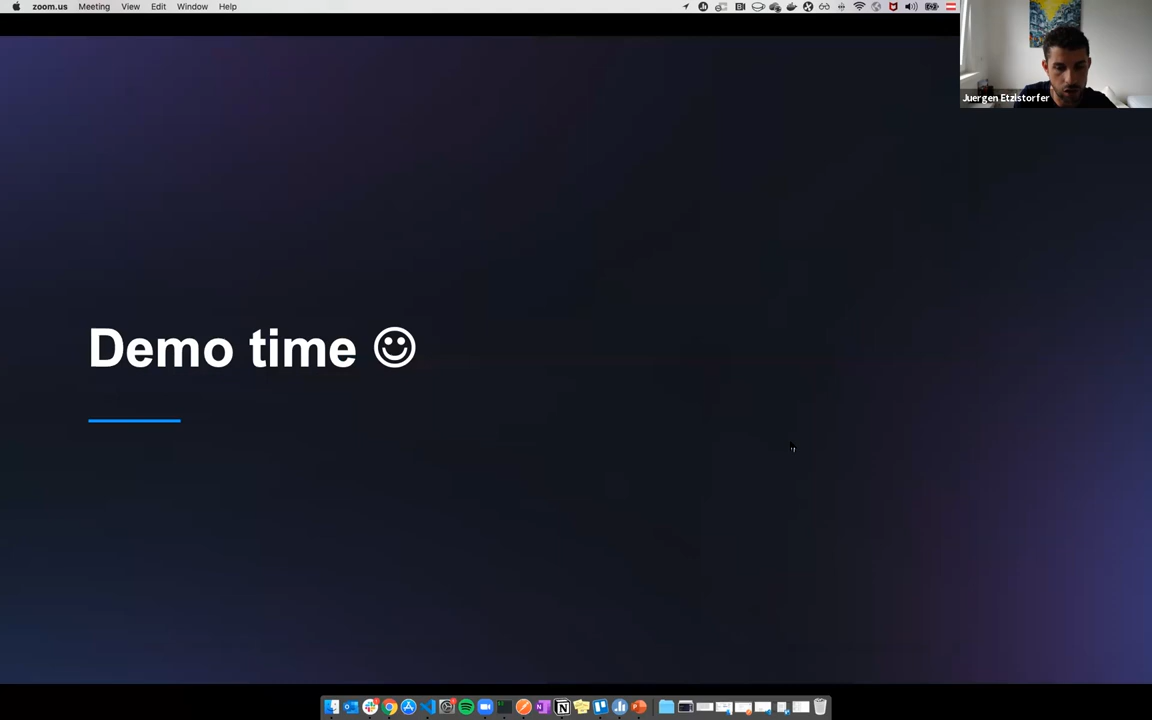 zoom.us Meeting View Edit Window Help
Juergen Etzlstorfer
Demo time ☺